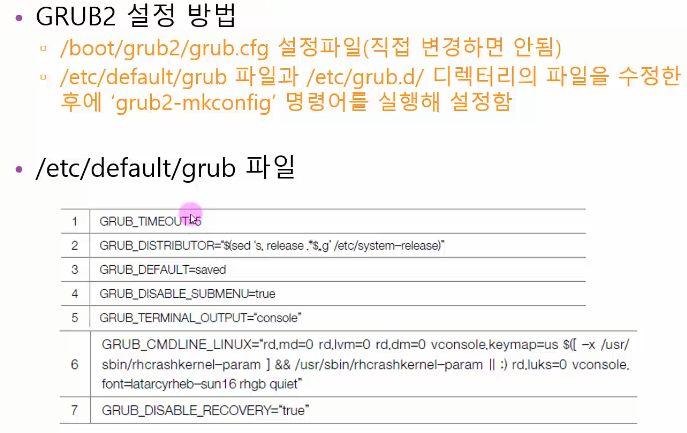 • GRUB2 설정 방법
▫ /boot/grub2/grub.cfg 설정파일(직접 변경하면 안됨)
▫ /etc/default/grub 파일과 /etc/grub.d/ 디렉터리의 파일을 수정한
후에 ‘grub2-mkconfig’ 명령어를 실행해 설정함
• /etc/default/grub 파일
1 GRUB_TIMEOUT=5
2 GRUB_DISTRIBUTOR=“$(sed ‘s, release .*$,,g’ /etc/system-release)”
3 GRUB_DEFAULT=saved
4 GRUB_DISABLE_SUBMENU=true
5 GRUB_TERMINAL_OUTPUT=“console”
6 GRUB_CMDLINE_LINUX=“rd,md=0 rd,lvm=0 rd,dm=0 vconsole,keymap=us $([ -x /usr/
sbin/rhcrashkernel-param ] && /usr/sbin/rhcrashkernel-param || :) rd,luks=0 vconsole,
font=latarcyrheb-sun16 rhgb quiet“
7 GRUB_DISABLE_RECOVERY=“true”